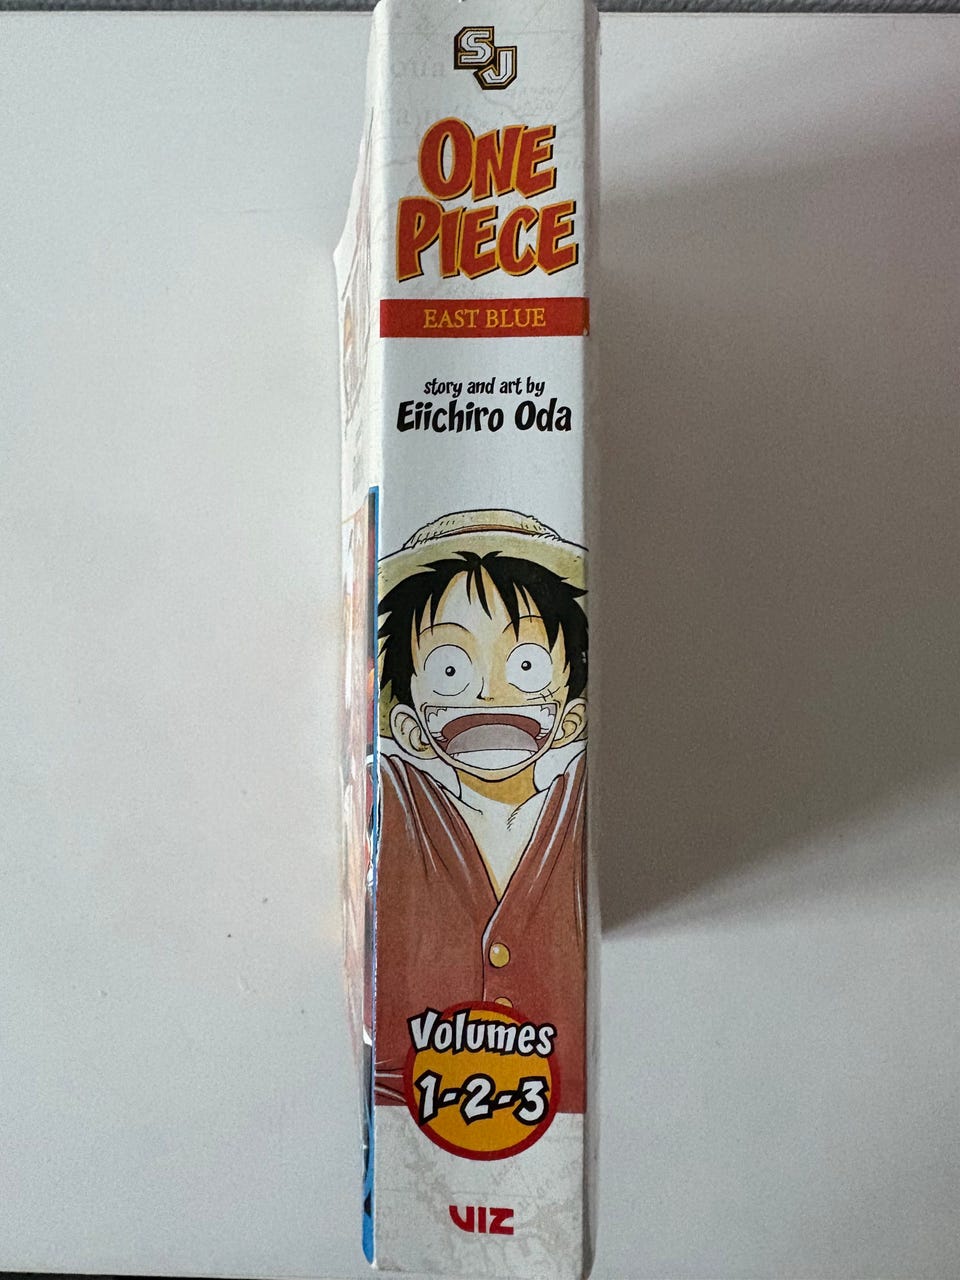 SJ
ONE
PIECE
EAST BLUE
story and art by
Eiichiro Oda
Volumes
1-2-3
VIZ